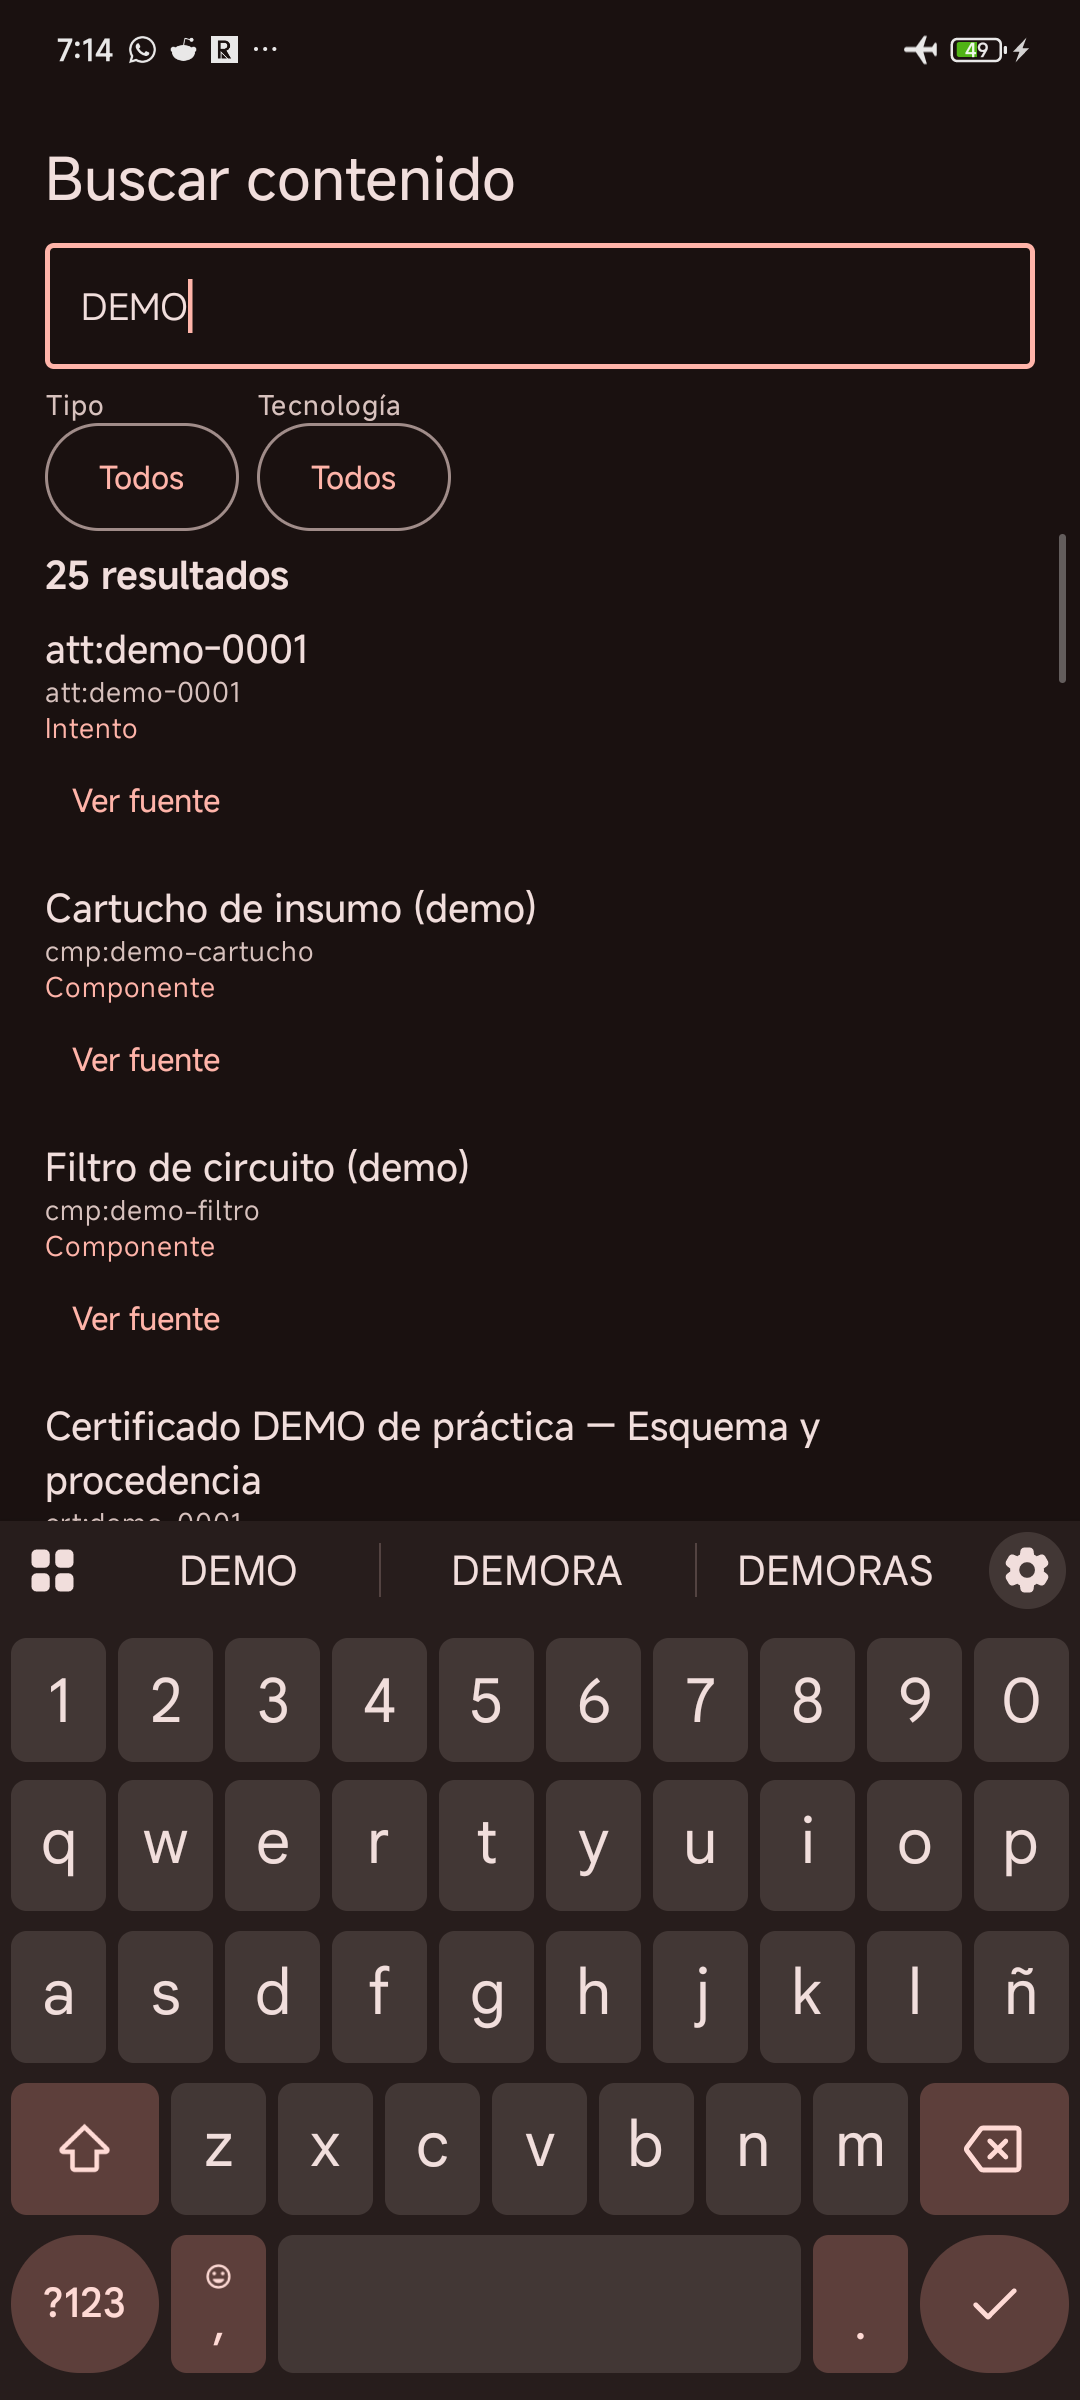 7:14
49
Buscar contenido
DEMO
Tipo Tecnología
Todos Todos
25 resultados
att:demo-0001
att:demo-0001
Intento
Ver fuente
Cartucho de insumo (demo)
cmp:demo-cartucho
Componente
Ver fuente
Filtro de circuito (demo)
cmp:demo-filtro
Componente
Ver fuente
Certificado DEMO de práctica — Esquema y
procedencia
DEMO DEMORA DEMORAS
1 2 3 4 5 6 7 8 9 0
q w e r t y u i o p
a s d f g h j k l ñ
z x c v b n m
?123 , .